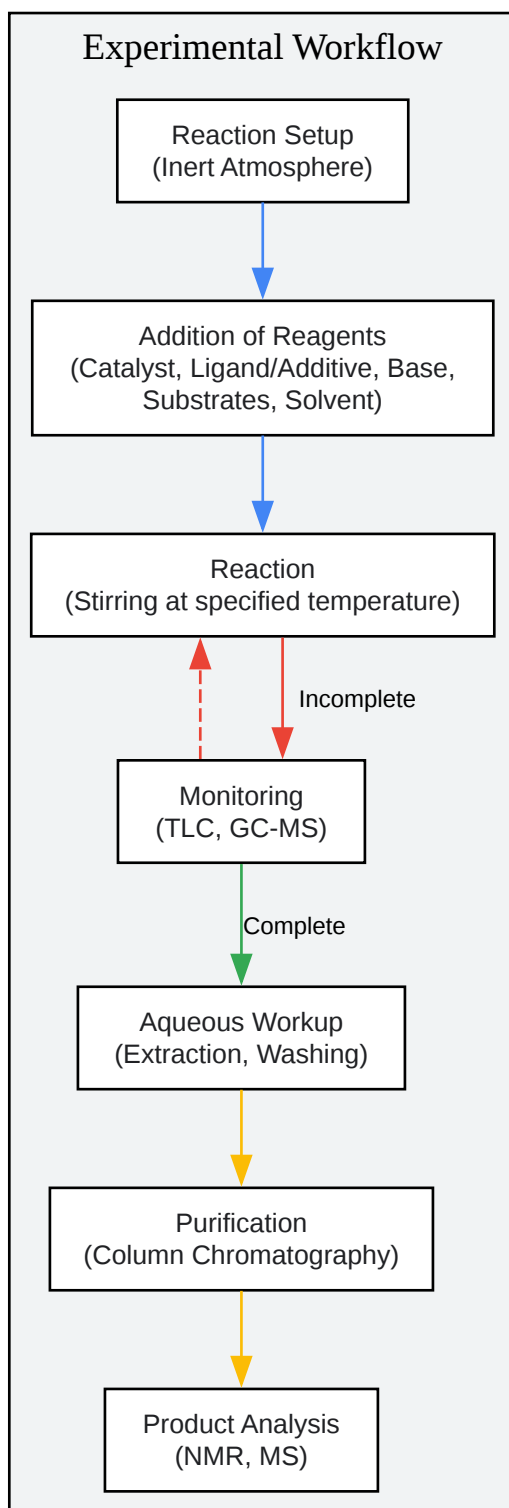 Experimental Workflow
Reaction Setup
(Inert Atmosphere)
Addition of Reagents
(Catalyst, Ligand/Additive, Base,
Substrates, Solvent)
Reaction
(Stirring at specified temperature)
Incomplete
Monitoring
(TLC, GC-MS)
Complete
Aqueous Workup
(Extraction, Washing)
Purification
(Column Chromatography)
Product Analysis
(NMR, MS)